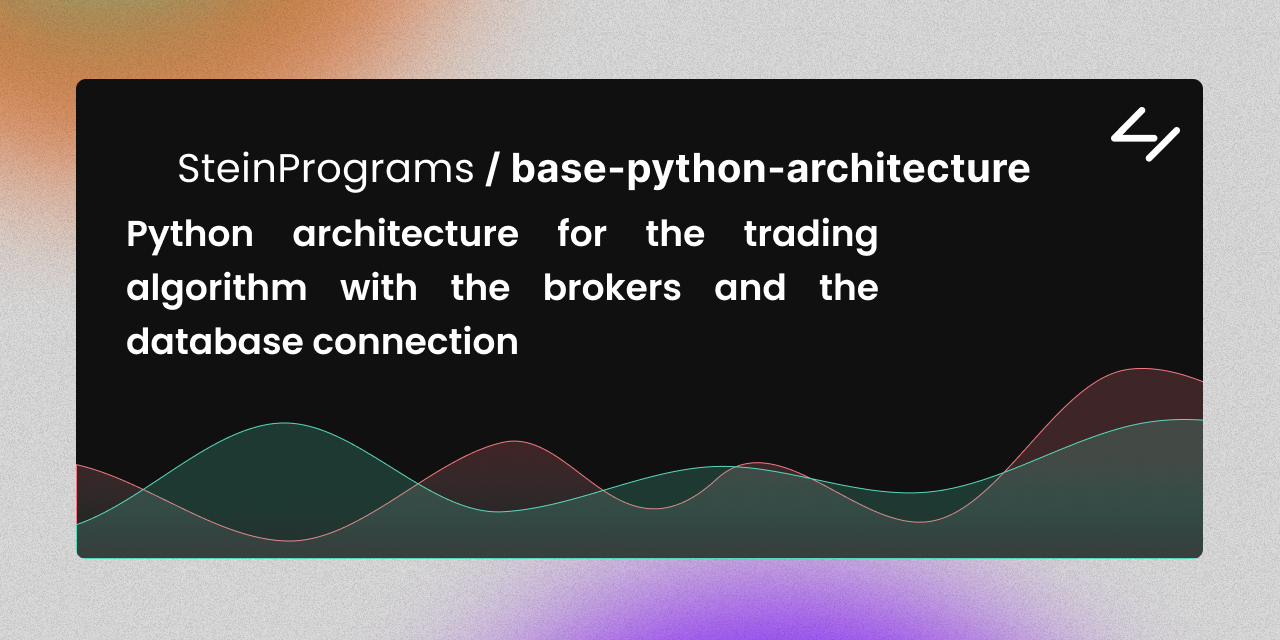 SteinPrograms / base-python-architecture
Python architecture for the trading
algorithm with the brokers and the
database connection